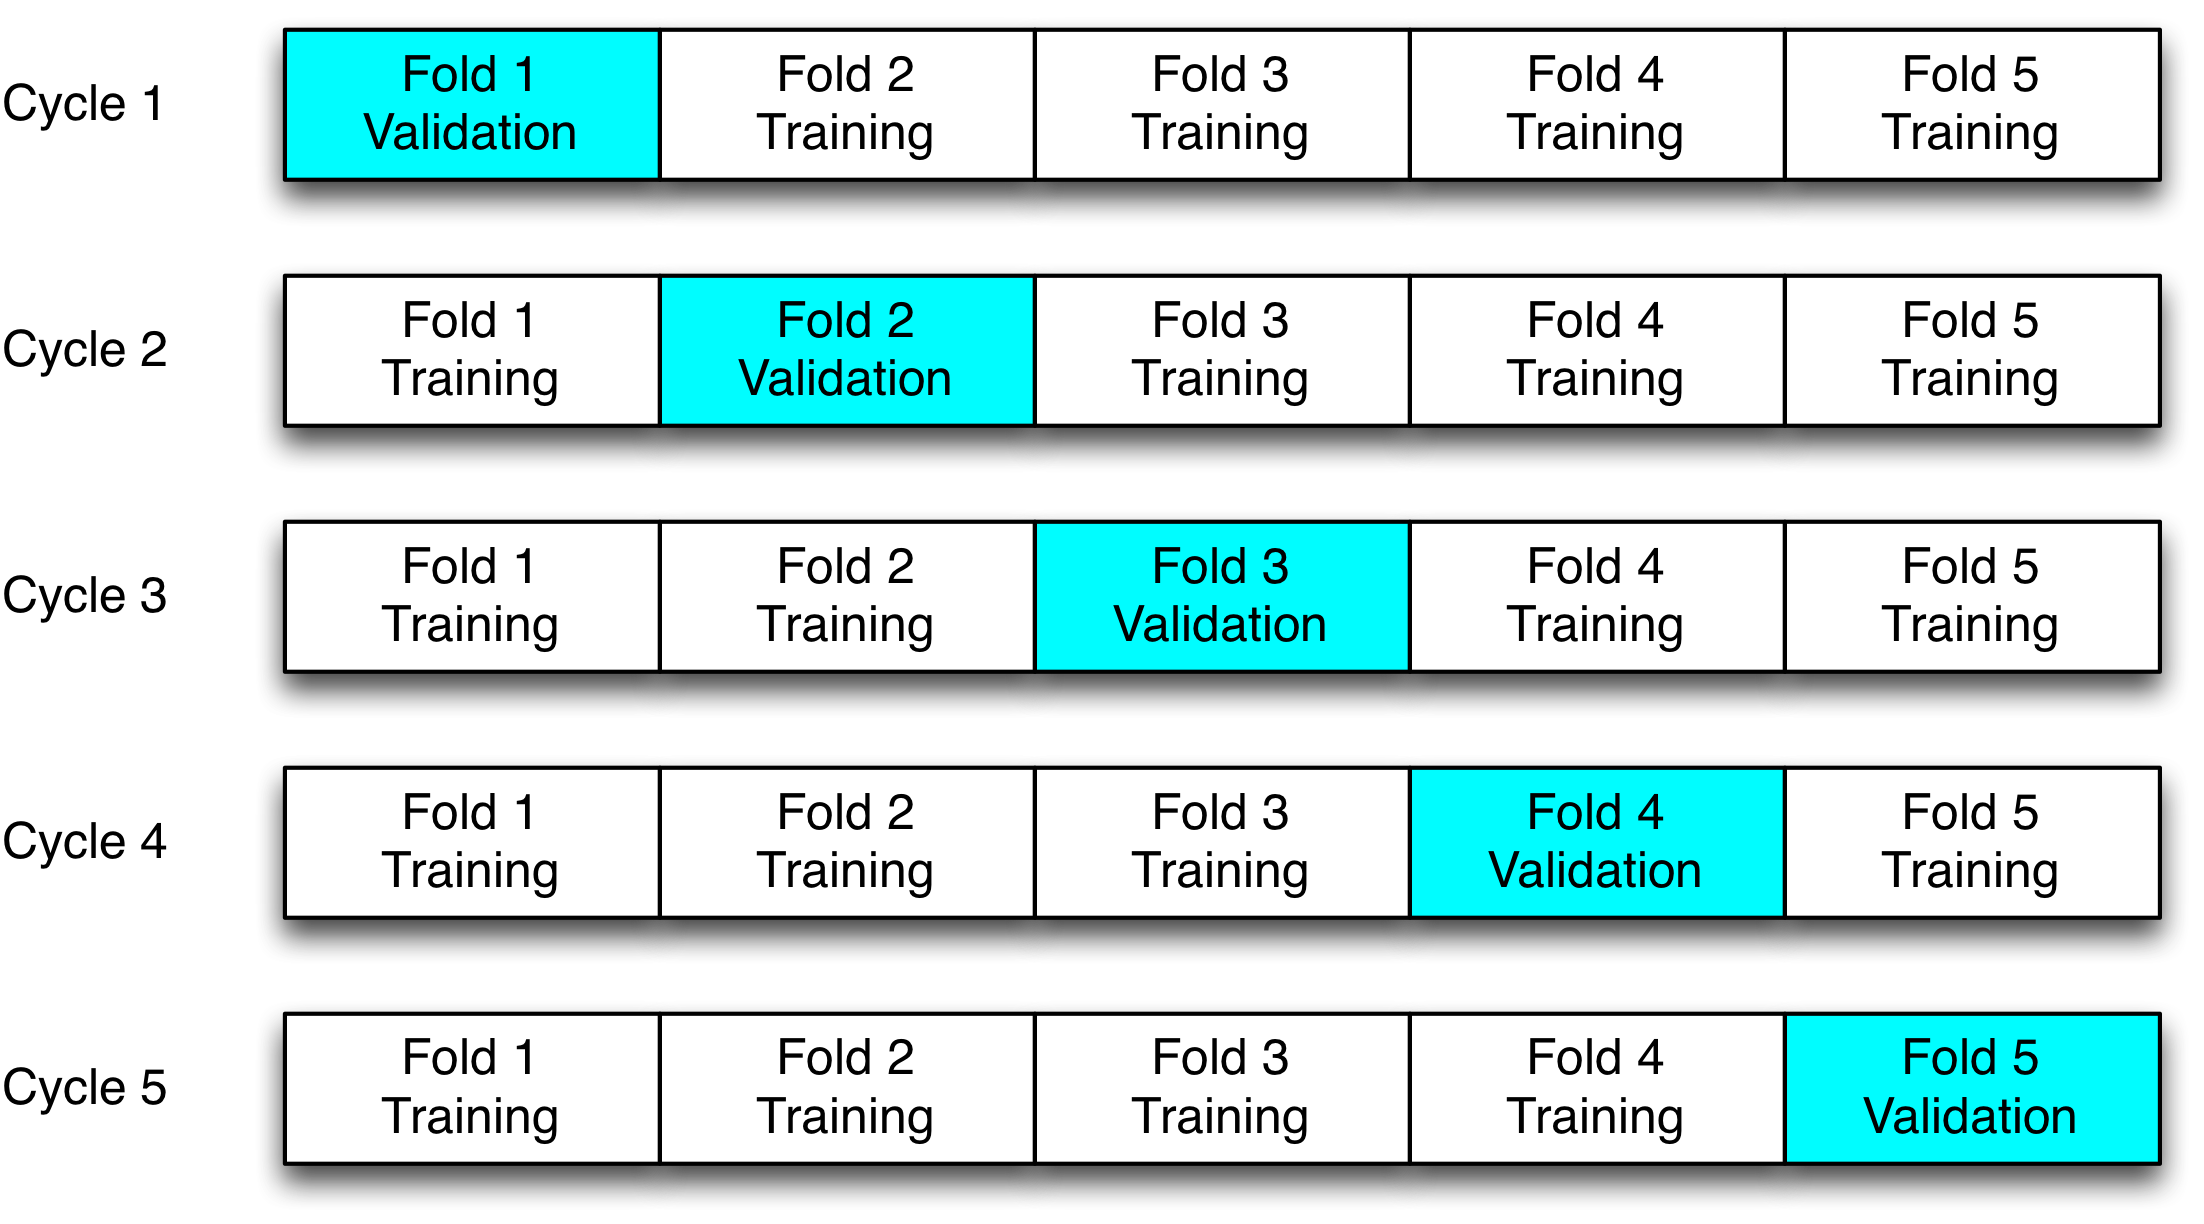 Cycle 1
Fold 1
Validation
Fold 2
Training
Fold 3
Training
Fold 4
Training
Fold 5
Training
Cycle 2
Fold 1
Training
Fold 2
Validation
Fold 3
Training
Fold 4
Training
Fold 5
Training
Cycle 3
Fold 1
Training
Fold 2
Training
Fold 3
Validation
Fold 4
Training
Fold 5
Training
Cycle 4
Fold 1
Training
Fold 2
Training
Fold 3
Training
Fold 4
Validation
Fold 5
Training
Cycle 5
Fold 1
Training
Fold 2
Training
Fold 3
Training
Fold 4
Training
Fold 5
Validation